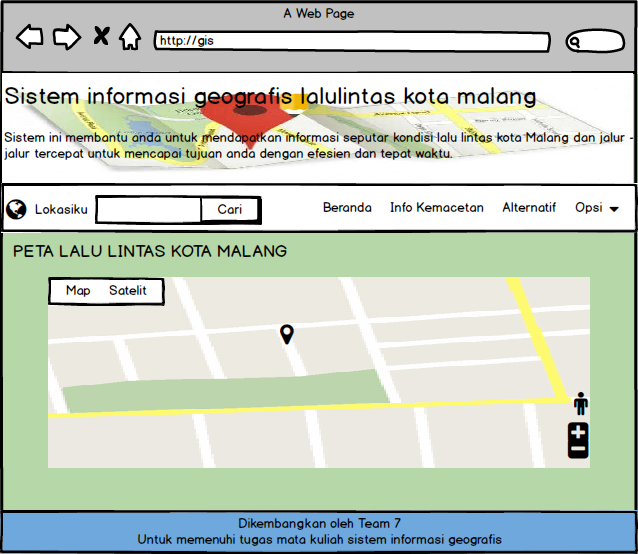 A Web Page
http://gis
Sistem informasi geografis lalulintas kota malang
Sistem ini membantu anda untuk mendapatkan informasi seputar kondisi lalu lintas kota Malang dan jalur -
jalur tercepat untuk mencapai tujuan anda dengan efesien dan tepat waktu.
Lokasiku Cari Beranda Info Kemacetan Alternatif Opsi
PETA LALU LINTAS KOTA MALANG
Map Satelit
Dikembangkan oleh Team 7
Untuk memenuhi tugas mata kuliah sistem informasi geografis